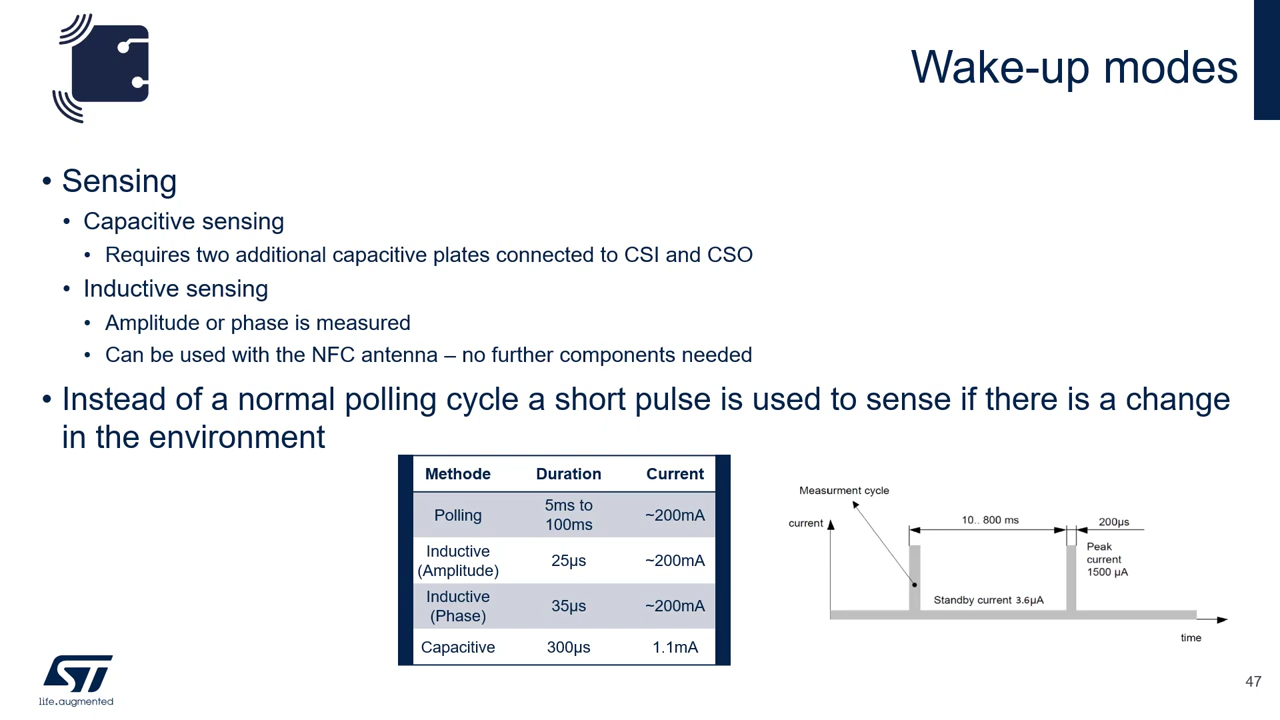 Wake-up modes
• Sensing
• Capacitive sensing
• Requires two additional capacitive plates connected to CSI and CSO
• Inductive sensing
• Amplitude or phase is measured
• Can be used with the NFC antenna – no further components needed
• Instead of a normal polling cycle a short pulse is used to sense if there is a change
in the environment
Methode Duration Current
Polling 5ms to 100ms ~200mA
Inductive (Amplitude) 25µs ~200mA
Inductive (Phase) 35µs ~200mA
Capacitive 300µs 1.1mA
Measurment cycle
current
10.. 800 ms
200µs
Peak
current
1500 µA
Standby current 3.6µA
time
ST
life.augmented
47